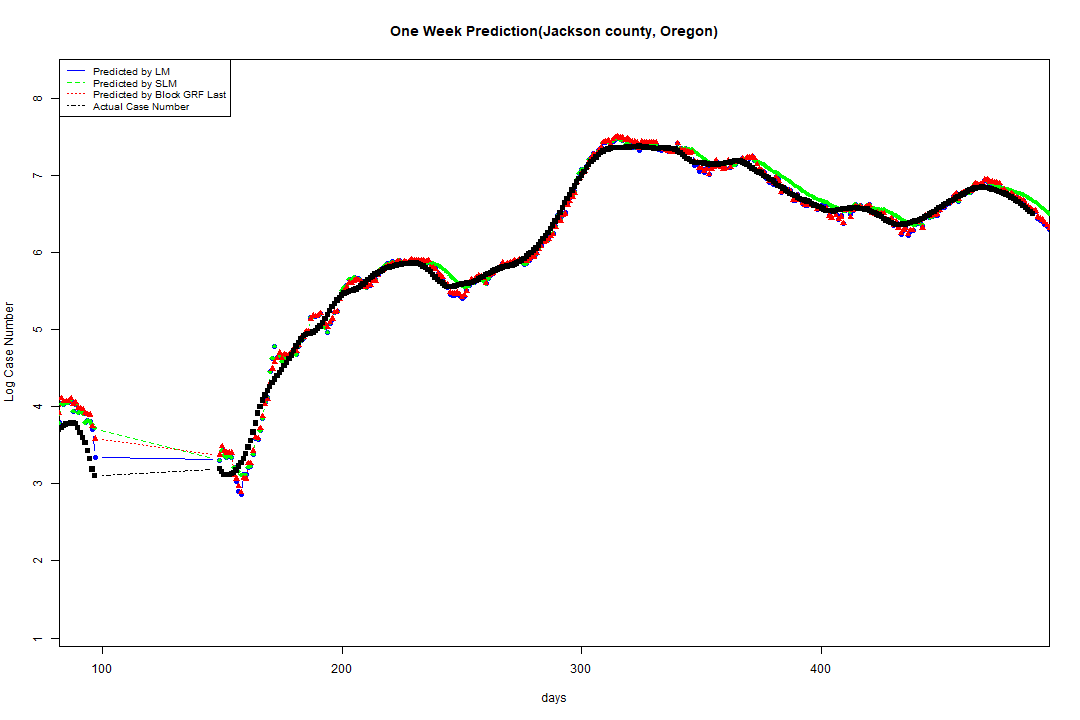 One Week Prediction(Jackson county, Oregon)
Predicted by LM
Predicted by SLM
Predicted by Block GRF Last
Actual Case Number
8
7
6
5
4
3
2
1
Log Case Number
100
200
300
400
days